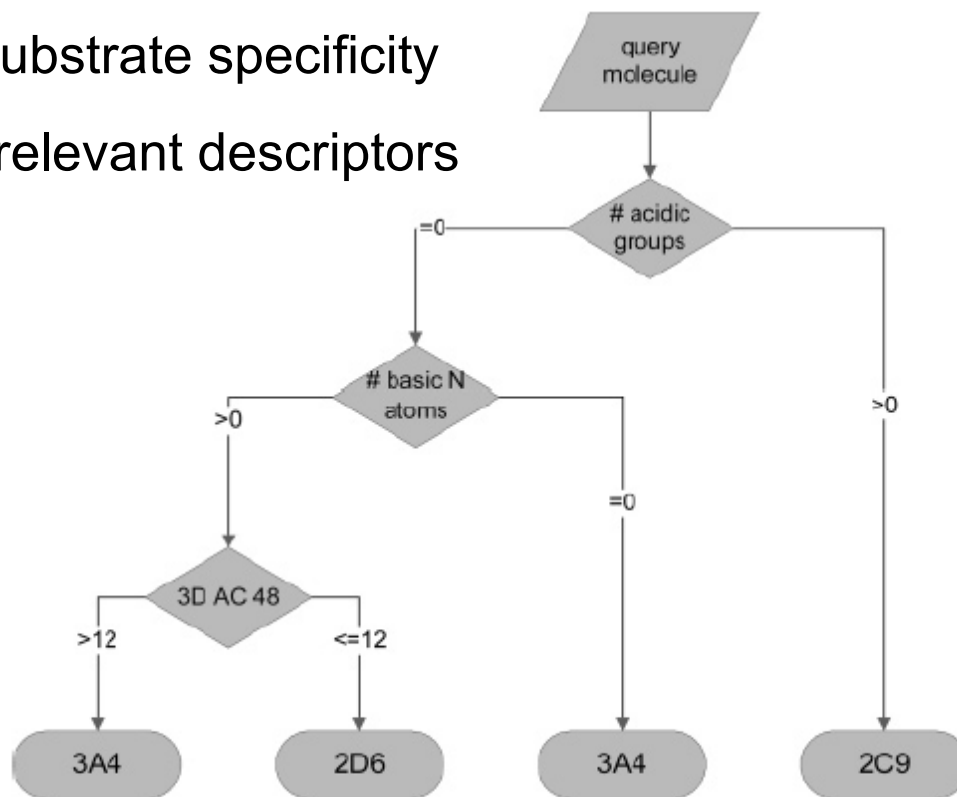 ubstrate specificity
relevant descriptors
query
molecule
# acidic
groups
=0
>0
# basic N
atoms
>0
=0
3D AC 48
>12
<=12
3A4
2D6
3A4
2C9